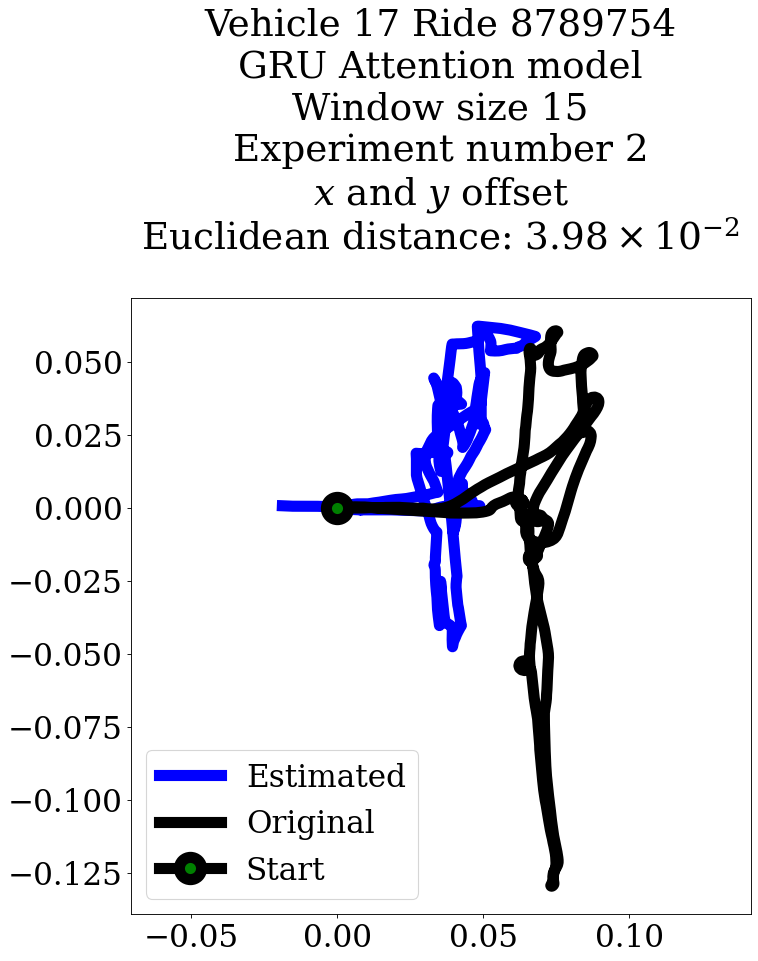 Vehicle 17 Ride 8789754
GRU Attention model
Window size 15
Experiment number 2
x and y offset
Euclidean distance: 3.98 × 10⁻²
0.050
0.025
0.000
−0.025
−0.050
−0.075
−0.100
−0.125
Estimated
Original
Start
−0.05 0.00 0.05 0.10